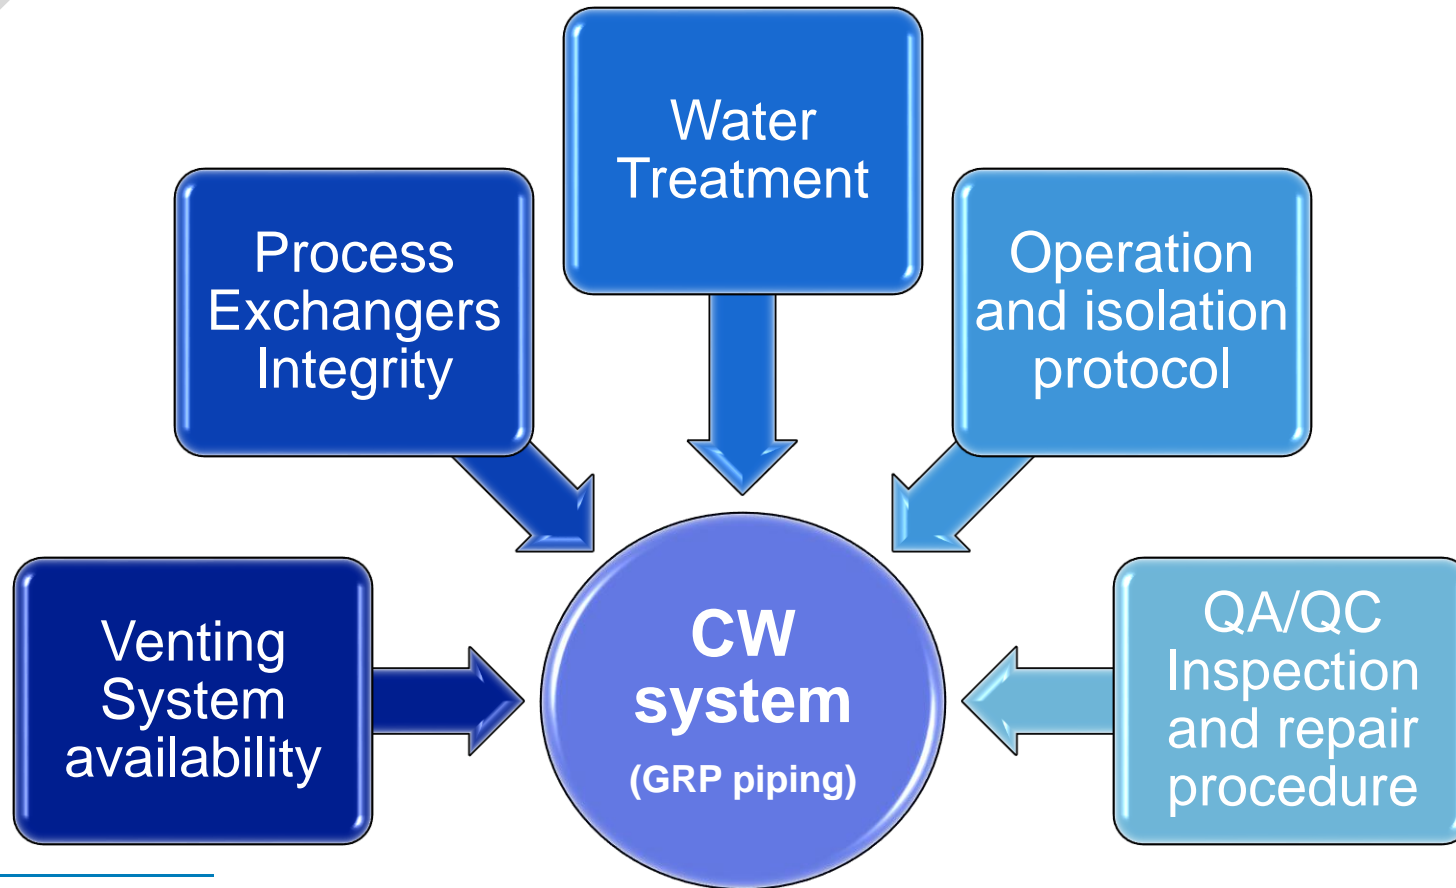 Water
Treatment
Process
Exchangers
Integrity
Operation
and isolation
protocol
Venting
System
availability
CW
system
(GRP piping)
QA/QC
Inspection
and repair
procedure